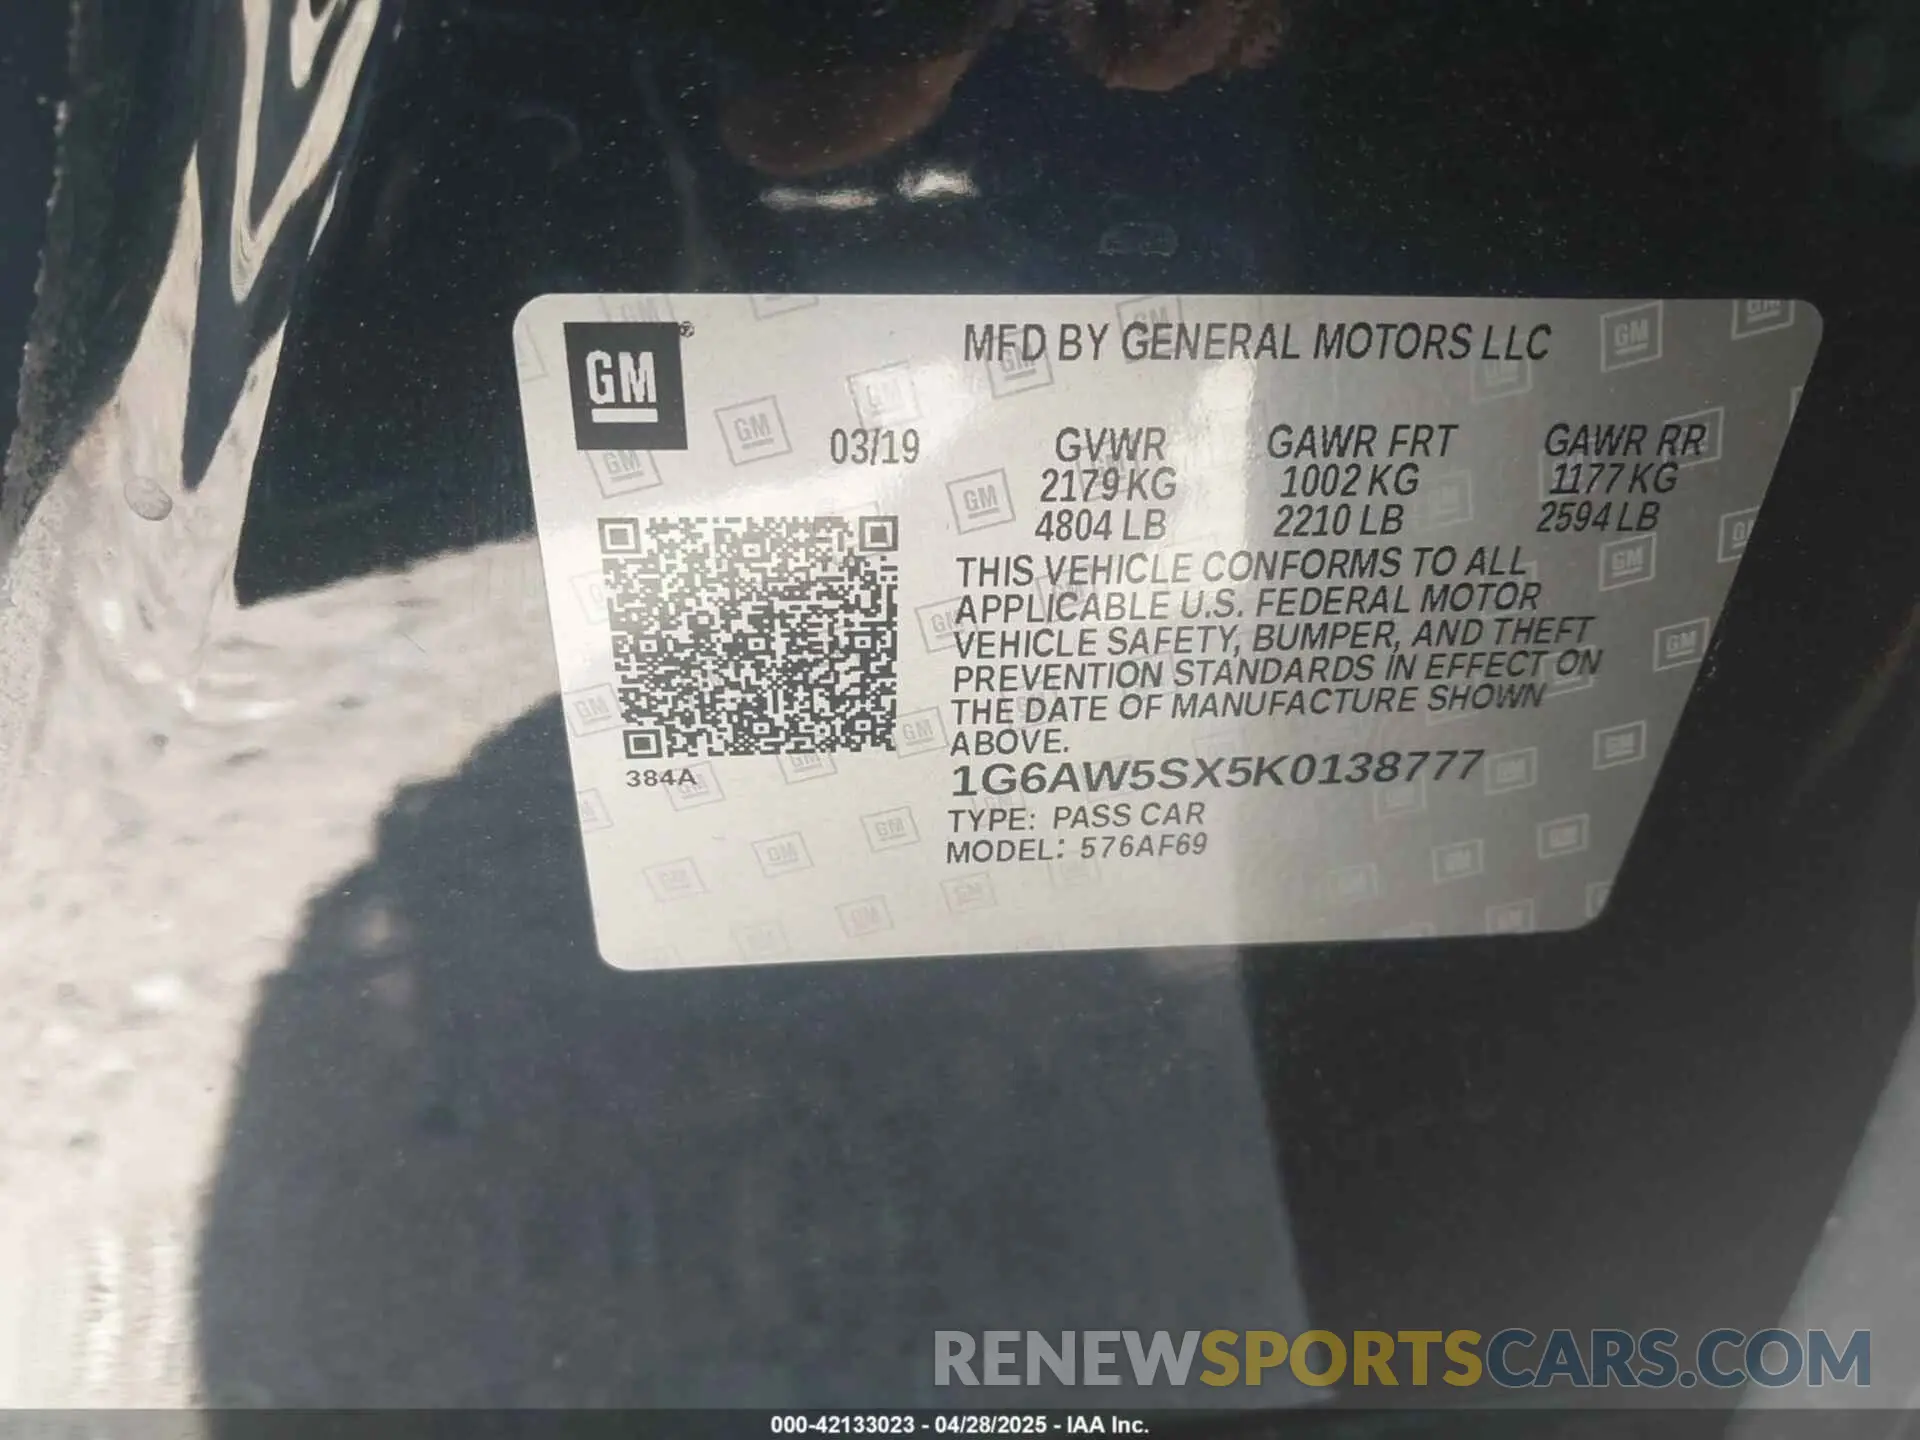 GM ®
MFD BY GENERAL MOTORS LLC
03/19
GVWR GAWR FRT GAWR RR
2179 KG 1002 KG 1177 KG
4804 LB 2210 LB 2594 LB
THIS VEHICLE CONFORMS TO ALL
APPLICABLE U.S. FEDERAL MOTOR
VEHICLE SAFETY, BUMPER, AND THEFT
PREVENTION STANDARDS IN EFFECT ON
THE DATE OF MANUFACTURE SHOWN
ABOVE.
384A
1G6AW5SX5K0138777
TYPE: PASS CAR
MODEL: 576AF69
RENEWSPORTSCARS.COM
000-42133023 - 04/28/2025 - IAA Inc.